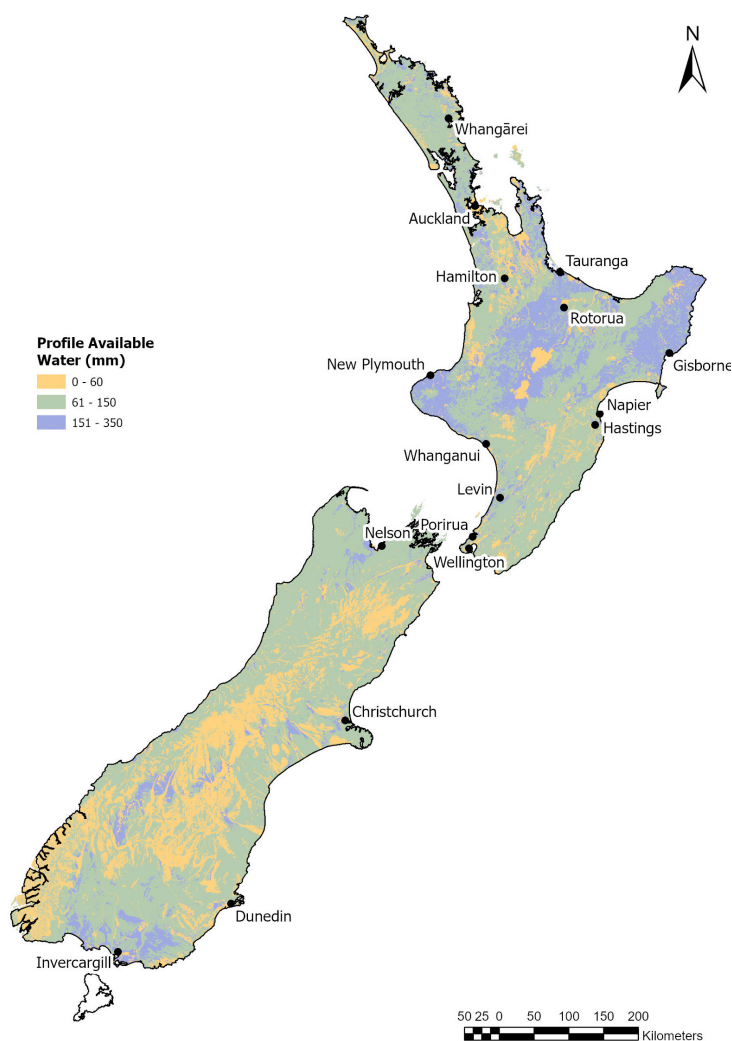 N
Whangārei
Auckland
Tauranga
Hamilton
Rotorua
Profile Available
Water (mm)
0 - 60
61 - 150
151 - 350
New Plymouth
Gisborne
Napier
Hastings
Whanganui
Levin
Nelson
Porirua
Wellington
Christchurch
Dunedin
Invercargill
50 25 0 50 100 150 200
Kilometers